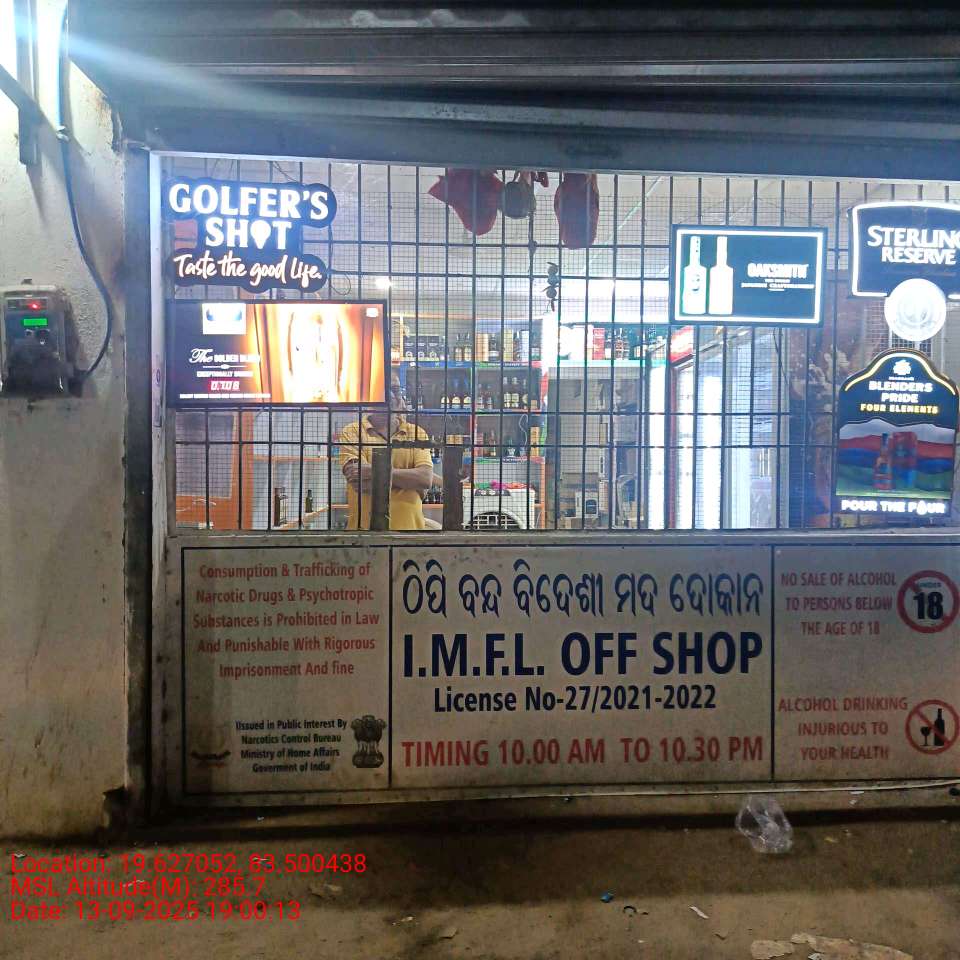 GOLFER'S
SHOT
Taste the good life.
STERLING
RESERVE
OAKSMITH
The GOLDEN
BLENDERS
PRIDE
FOUR ELEMENTS
POUR THE FOUR
Consumption & Trafficking of
Narcotic Drugs & Psychotropic
Substances is Prohibited in Law
And Punishable With Rigorous
Imprisonment And fine
Issued in Public Interest By
Narcotics Control Bureau
Ministry of Home Affairs
Goverment of India
ଠିପି ବନ୍ଦ ବିଦେଶୀ ମଦ ଦୋକାନ
I.M.F.L. OFF SHOP
License No-27/2021-2022
TIMING 10.00 AM TO 10.30 PM
NO SALE OF ALCOHOL
TO PERSONS BELOW
THE AGE OF 18
UNDER
18
ALCOHOL DRINKING
INJURIOUS TO
YOUR HEALTH
Location: 19.627052, 83.500438
MSL Altitude(M): 285.7
Date: 13-09-2025 19:00:13